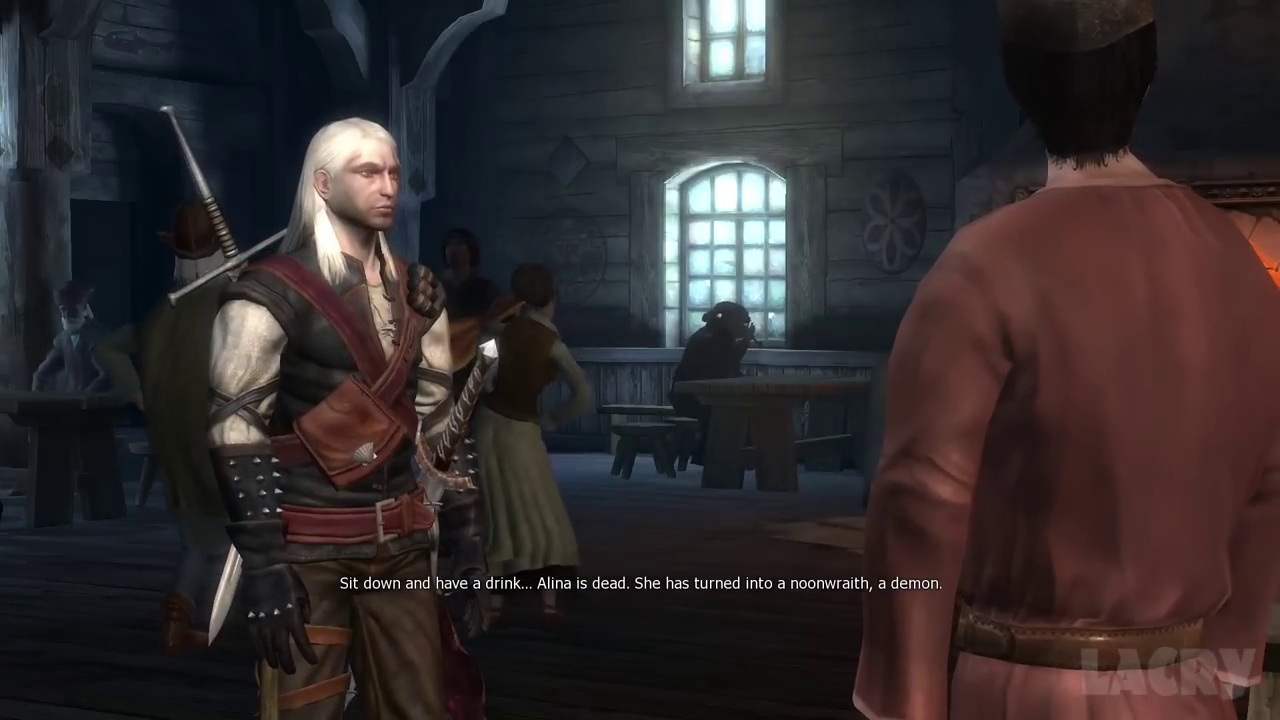 Sit down and have a drink... Alina is dead. She has turned into a noonwraith, a demon.
LACRY